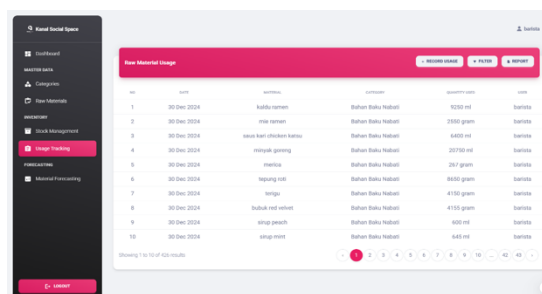 Kanal Social Space
barista
Dashboard
MASTER DATA
Categories
Raw Materials
INVENTORY
Stock Management
Usage Tracking
FORECASTING
Material Forecasting
LOGOUT
Raw Material Usage
+ RECORD USAGE
FILTER
REPORT
NO DATE MATERIAL CATEGORY QUANTITY USED USER
1 30 Dec 2024 kaldu ramen Bahan Baku Nabati 9250 ml barista
2 30 Dec 2024 mie ramen Bahan Baku Nabati 2550 gram barista
3 30 Dec 2024 saus kari chicken katsu Bahan Baku Nabati 6400 ml barista
4 30 Dec 2024 minyak goreng Bahan Baku Nabati 20750 ml barista
5 30 Dec 2024 merica Bahan Baku Nabati 267 gram barista
6 30 Dec 2024 tepung roti Bahan Baku Nabati 8650 gram barista
7 30 Dec 2024 terigu Bahan Baku Nabati 4150 gram barista
8 30 Dec 2024 bubuk red velvet Bahan Baku Nabati 4155 gram barista
9 30 Dec 2024 sirup peach Bahan Baku Nabati 600 ml barista
10 30 Dec 2024 sirup mint Bahan Baku Nabati 645 ml barista
Showing 1 to 10 of 426 results
‹ 1 2 3 4 5 6 7 8 9 10 ... 42 43 ›